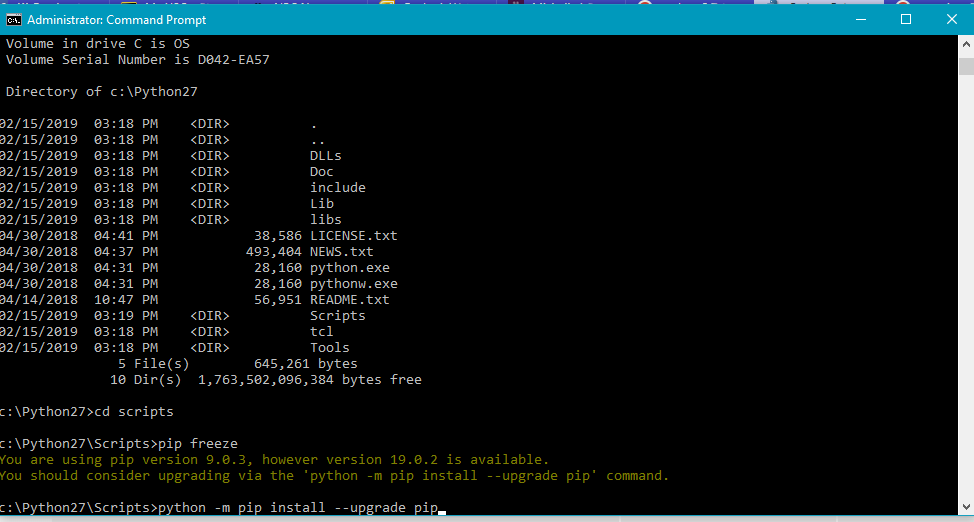 Administrator: Command Prompt
Volume in drive C is OS
Volume Serial Number is D042-EA57
Directory of c:\Python27
02/15/2019  03:18 PM    <DIR>          .
02/15/2019  03:18 PM    <DIR>          ..
02/15/2019  03:18 PM    <DIR>          DLLs
02/15/2019  03:18 PM    <DIR>          Doc
02/15/2019  03:18 PM    <DIR>          include
02/15/2019  03:18 PM    <DIR>          Lib
02/15/2019  03:18 PM    <DIR>          libs
04/30/2018  04:41 PM            38,586 LICENSE.txt
04/30/2018  04:37 PM           493,404 NEWS.txt
04/30/2018  04:31 PM            28,160 python.exe
04/30/2018  04:31 PM            28,160 pythonw.exe
04/14/2018  10:47 PM            56,951 README.txt
02/15/2019  03:19 PM    <DIR>          Scripts
02/15/2019  03:18 PM    <DIR>          tcl
02/15/2019  03:18 PM    <DIR>          Tools
5 File(s)        645,261 bytes
10 Dir(s)  1,763,502,096,384 bytes free
c:\Python27>cd scripts
c:\Python27\Scripts>pip freeze
You are using pip version 9.0.3, however version 19.0.2 is available.
You should consider upgrading via the 'python -m pip install --upgrade pip' command.
c:\Python27\Scripts>python -m pip install --upgrade pip